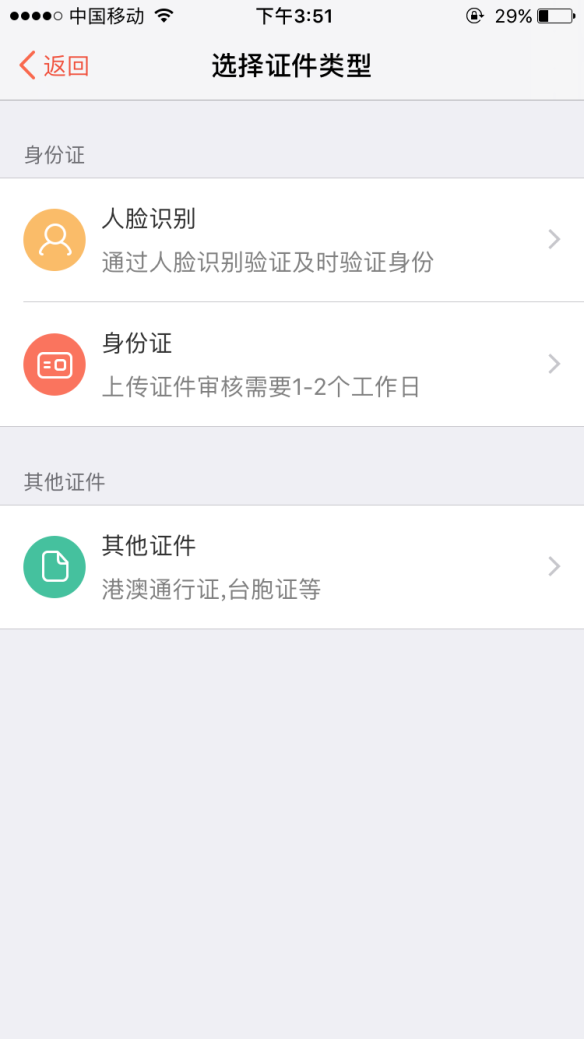 中国移动
下午3:51
29%
返回
选择证件类型
身份证
人脸识别
通过人脸识别验证及时验证身份
身份证
上传证件审核需要1-2个工作日
其他证件
其他证件
港澳通行证,台胞证等